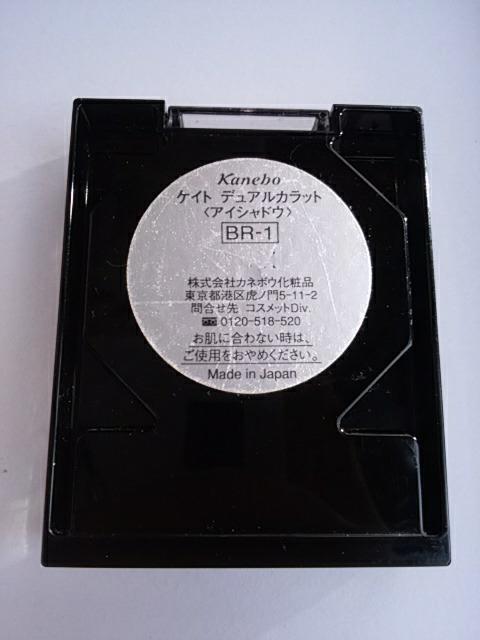 Kanebo
ケイト デュアルカラット
〈アイシャドウ〉
BR-1
株式会社カネボウ化粧品
東京都港区虎ノ門5-11-2
問合せ先 コスメットDiv.
☎0120-518-520
お肌に合わない時は、
ご使用をおやめください。
Made in Japan